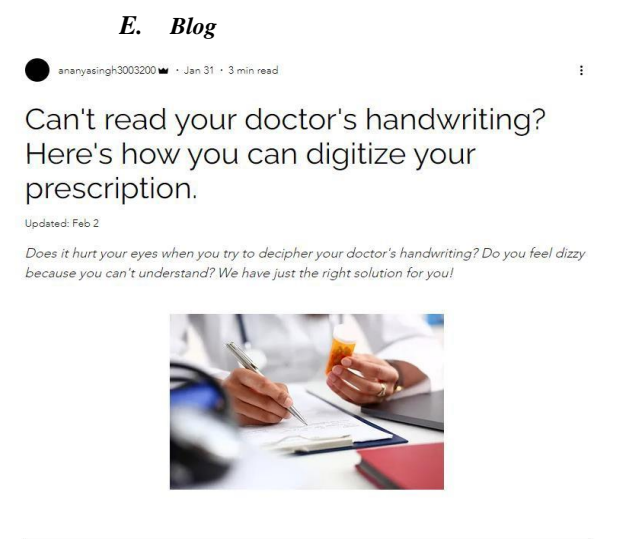 E. Blog
ananyasingh3003200 · Jan 31 · 3 min read
Can't read your doctor's handwriting?
Here's how you can digitize your
prescription.
Updated: Feb 2
Does it hurt your eyes when you try to decipher your doctor's handwriting? Do you feel dizzy
because you can't understand? We have just the right solution for you!